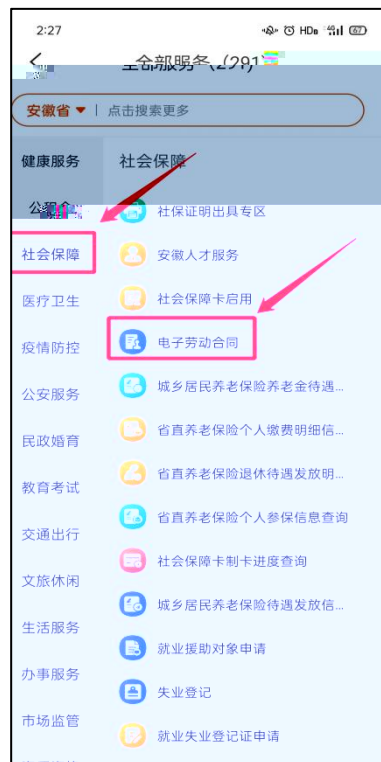 2:27
HD 4G 67
全部服务(291)
安徽省 点击搜索更多
健康服务
社会保障
社保证明出具专区
社会保障
安徽人才服务
医疗卫生
社会保障卡启用
疫情防控
电子劳动合同
公安服务
城乡居民养老保险养老金待遇...
民政婚育
省直养老保险个人缴费明细信...
教育考试
省直养老保险退休待遇发放明...
交通出行
省直养老保险个人参保信息查询
文旅休闲
社会保障卡制卡进度查询
生活服务
城乡居民养老保险待遇发放信...
办事服务
就业援助对象申请
失业登记
市场监管
就业失业登记证申请